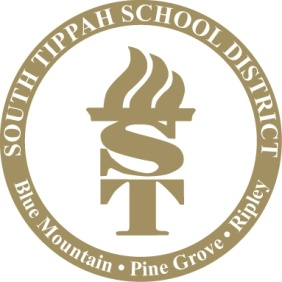 SOUTH TIPPAH SCHOOL DISTRICT
ST
Blue Mountain • Pine Grove • Ripley